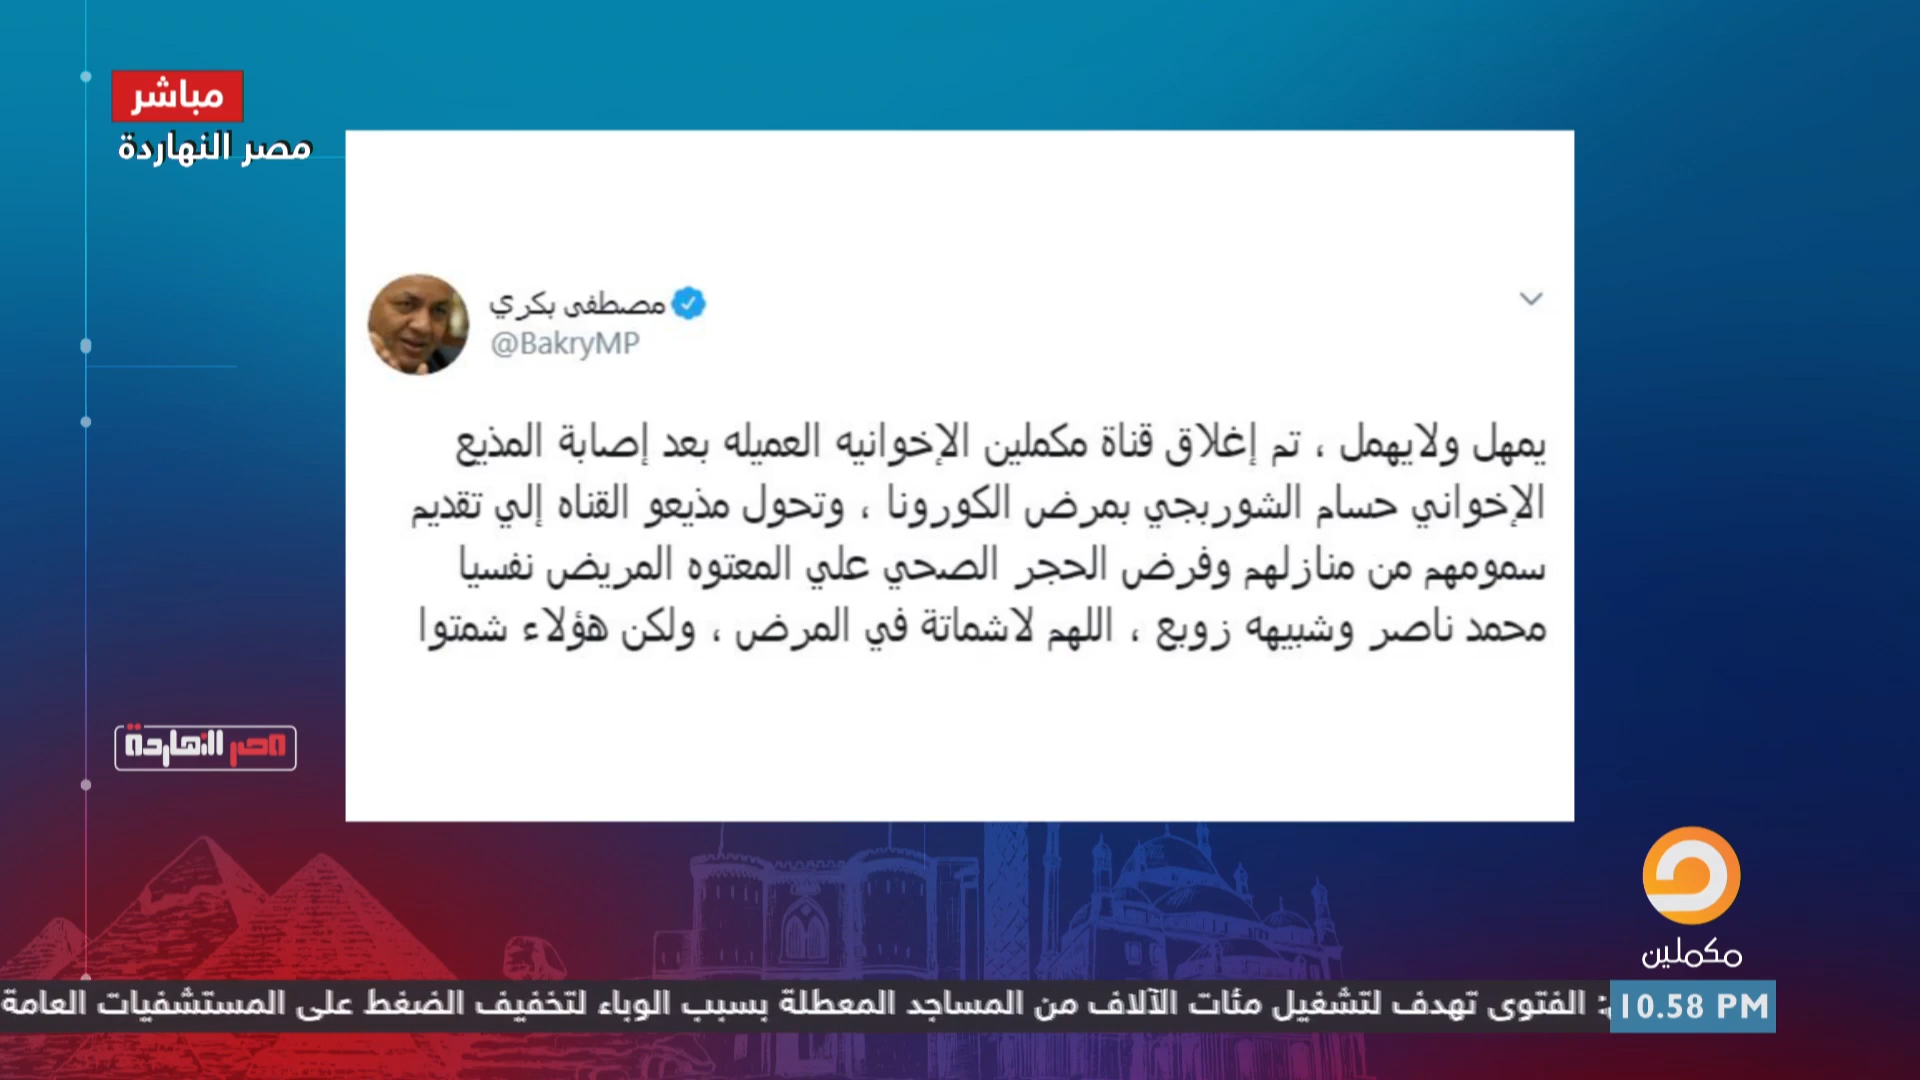 مباشر
مصر النهاردة
مصطفى بكري
@BakryMP
يمهل ولايهمل ، تم إغلاق قناة مكملين الإخوانيه العميله بعد إصابة المذيع
الإخواني حسام الشوربجي بمرض الكورونا ، وتحول مذيعو القناه إلي تقديم
سمومهم من منازلهم وفرض الحجر الصحي علي المعتوه المريض نفسيا
محمد ناصر وشبيهه زوبع ، اللهم لاشماتة في المرض ، ولكن هؤلاء شمتوا
مصر النهاردة
مكملين
: الفتوى تهدف لتشغيل مئات الآلاف من المساجد المعطلة بسبب الوباء لتخفيف الضغط على المستشفيات العامة
10.58 PM